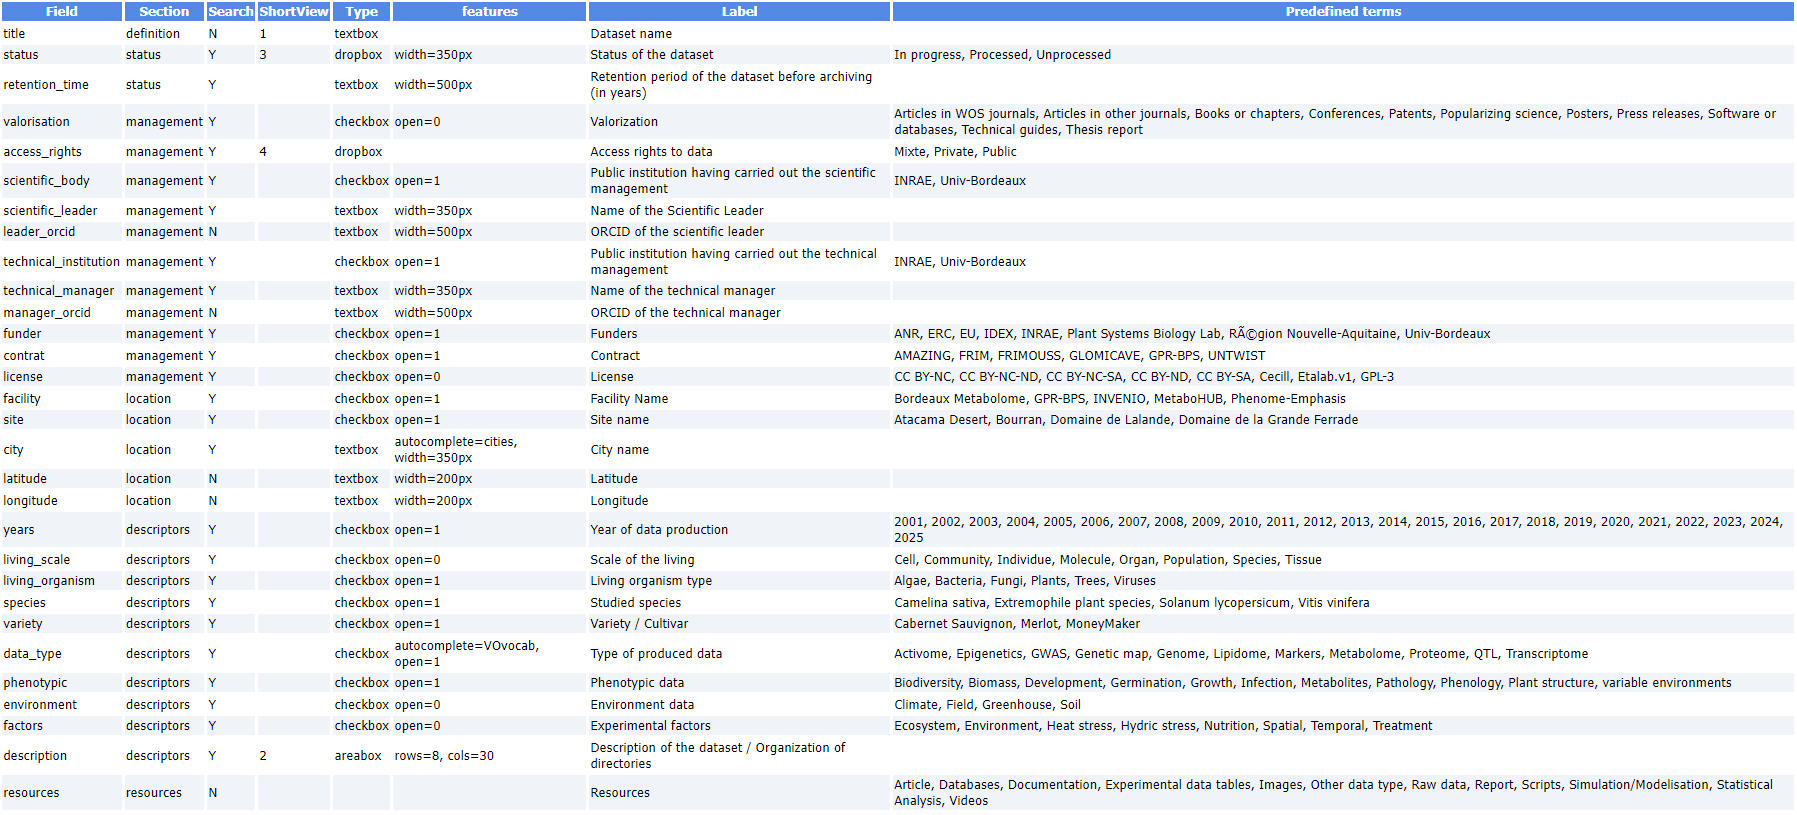 Field Section Search ShortView Type features Label Predefined terms
title definition N 1 textbox Dataset name
status status Y 3 dropbox width=350px Status of the dataset In progress, Processed, Unprocessed
retention_time status Y textbox width=500px Retention period of the dataset before archiving
(in years)
valorisation management Y checkbox open=0 Valorization Articles in WOS journals, Articles in other journals, Books or chapters, Conferences, Patents, Popularizing science, Posters, Press releases, Software or
databases, Technical guides, Thesis report
access_rights management Y 4 dropbox Access rights to data Mixte, Private, Public
scientific_body management Y checkbox open=1 Public institution having carried out the scientific
management INRAE, Univ-Bordeaux
scientific_leader management Y textbox width=350px Name of the Scientific Leader
leader_orcid management N textbox width=500px ORCID of the scientific leader
technical_institution management Y checkbox open=1 Public institution having carried out the technical
management INRAE, Univ-Bordeaux
technical_manager management Y textbox width=350px Name of the technical manager
manager_orcid management N textbox width=500px ORCID of the technical manager
funder management Y checkbox open=1 Funders ANR, ERC, EU, IDEX, INRAE, Plant Systems Biology Lab, RÃ©gion Nouvelle-Aquitaine, Univ-Bordeaux
contrat management Y checkbox open=1 Contract AMAZING, FRIM, FRIMOUSS, GLOMICAVE, GPR-BPS, UNTWIST
license management Y checkbox open=0 License CC BY-NC, CC BY-NC-ND, CC BY-NC-SA, CC BY-ND, CC BY-SA, Cecill, Etalab.v1, GPL-3
facility location Y checkbox open=1 Facility Name Bordeaux Metabolome, GPR-BPS, INVENIO, MetaboHUB, Phenome-Emphasis
site location Y checkbox open=1 Site name Atacama Desert, Bourran, Domaine de Lalande, Domaine de la Grande Ferrade
city location Y textbox autocomplete=cities,
width=350px City name
latitude location N textbox width=200px Latitude
longitude location N textbox width=200px Longitude
years descriptors Y checkbox open=1 Year of data production 2001, 2002, 2003, 2004, 2005, 2006, 2007, 2008, 2009, 2010, 2011, 2012, 2013, 2014, 2015, 2016, 2017, 2018, 2019, 2020, 2021, 2022, 2023, 2024,
2025
living_scale descriptors Y checkbox open=0 Scale of the living Cell, Community, Individue, Molecule, Organ, Population, Species, Tissue
living_organism descriptors Y checkbox open=1 Living organism type Algae, Bacteria, Fungi, Plants, Trees, Viruses
species descriptors Y checkbox open=1 Studied species Camelina sativa, Extremophile plant species, Solanum lycopersicum, Vitis vinifera
variety descriptors Y checkbox open=1 Variety / Cultivar Cabernet Sauvignon, Merlot, MoneyMaker
data_type descriptors Y checkbox autocomplete=VOvocab,
open=1 Type of produced data Activome, Epigenetics, GWAS, Genetic map, Genome, Lipidome, Markers, Metabolome, Proteome, QTL, Transcriptome
phenotypic descriptors Y checkbox open=1 Phenotypic data Biodiversity, Biomass, Development, Germination, Growth, Infection, Metabolites, Pathology, Phenology, Plant structure, variable environments
environment descriptors Y checkbox open=0 Environment data Climate, Field, Greenhouse, Soil
factors descriptors Y checkbox open=0 Experimental factors Ecosystem, Environment, Heat stress, Hydric stress, Nutrition, Spatial, Temporal, Treatment
description descriptors Y 2 areabox rows=8, cols=30 Description of the dataset / Organization of
directories
resources resources N Resources Article, Databases, Documentation, Experimental data tables, Images, Other data type, Raw data, Report, Scripts, Simulation/Modelisation, Statistical
Analysis, Videos